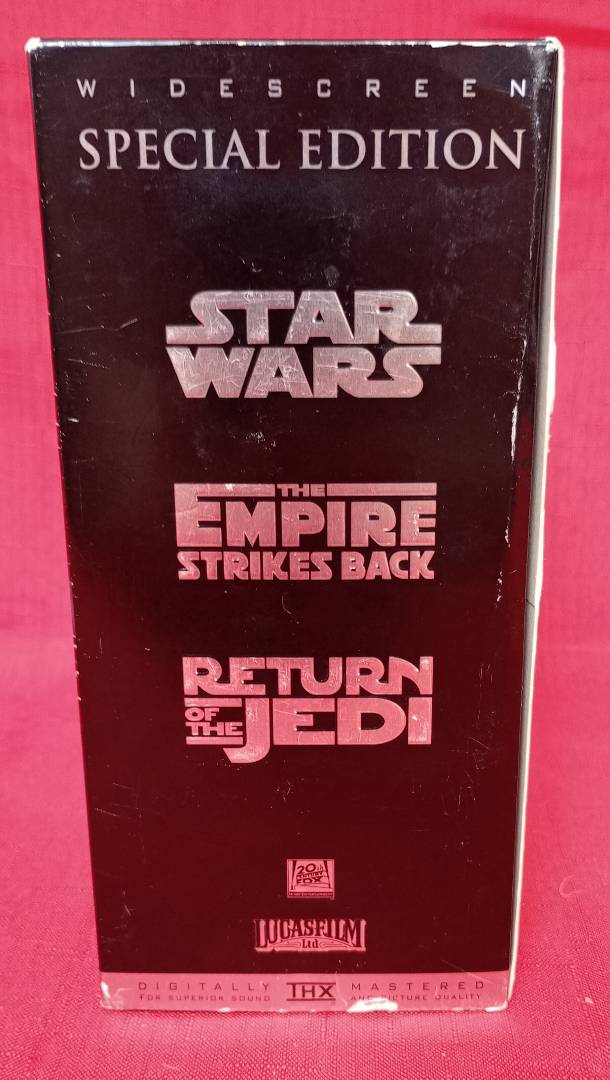 WIDESCREEN
SPECIAL EDITION
STAR
WARS
THE
EMPIRE
STRIKES BACK
RETURN
OF THE JEDI
20th
CENTURY
FOX
LUCASFILM
Ltd
DIGITALLY THX MASTERED
FOR SUPERIOR SOUND AND PICTURE QUALITY